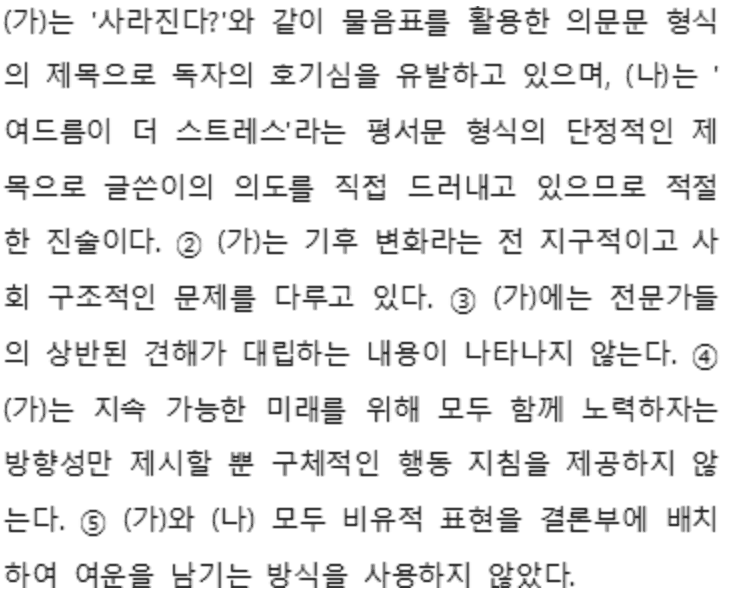 (가)는 '사라진다?'와 같이 물음표를 활용한 의문문 형식
의 제목으로 독자의 호기심을 유발하고 있으며, (나)는 '
여드름이 더 스트레스'라는 평서문 형식의 단정적인 제
목으로 글쓴이의 의도를 직접 드러내고 있으므로 적절
한 진술이다. ② (가)는 기후 변화라는 전 지구적이고 사
회 구조적인 문제를 다루고 있다. ③ (가)에는 전문가들
의 상반된 견해가 대립하는 내용이 나타나지 않는다. ④
(가)는 지속 가능한 미래를 위해 모두 함께 노력하자는
방향성만 제시할 뿐 구체적인 행동 지침을 제공하지 않
는다. ⑤ (가)와 (나) 모두 비유적 표현을 결론부에 배치
하여 여운을 남기는 방식을 사용하지 않았다.